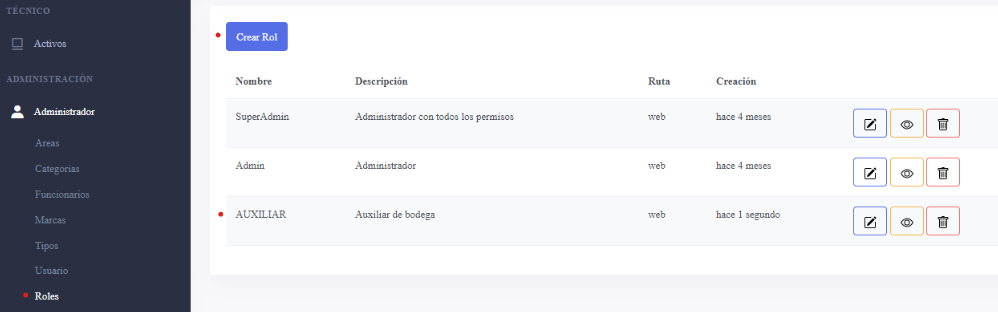 TÉCNICO
Activos
ADMINISTRACIÓN
Administrador
Areas
Categorias
Funcionarios
Marcas
Tipos
Usuario
Roles
Crear Rol
Nombre Descripción Ruta Creación
SuperAdmin Administrador con todos los permisos web hace 4 meses
Admin Administrador web hace 4 meses
AUXILIAR Auxiliar de bodega web hace 1 segundo